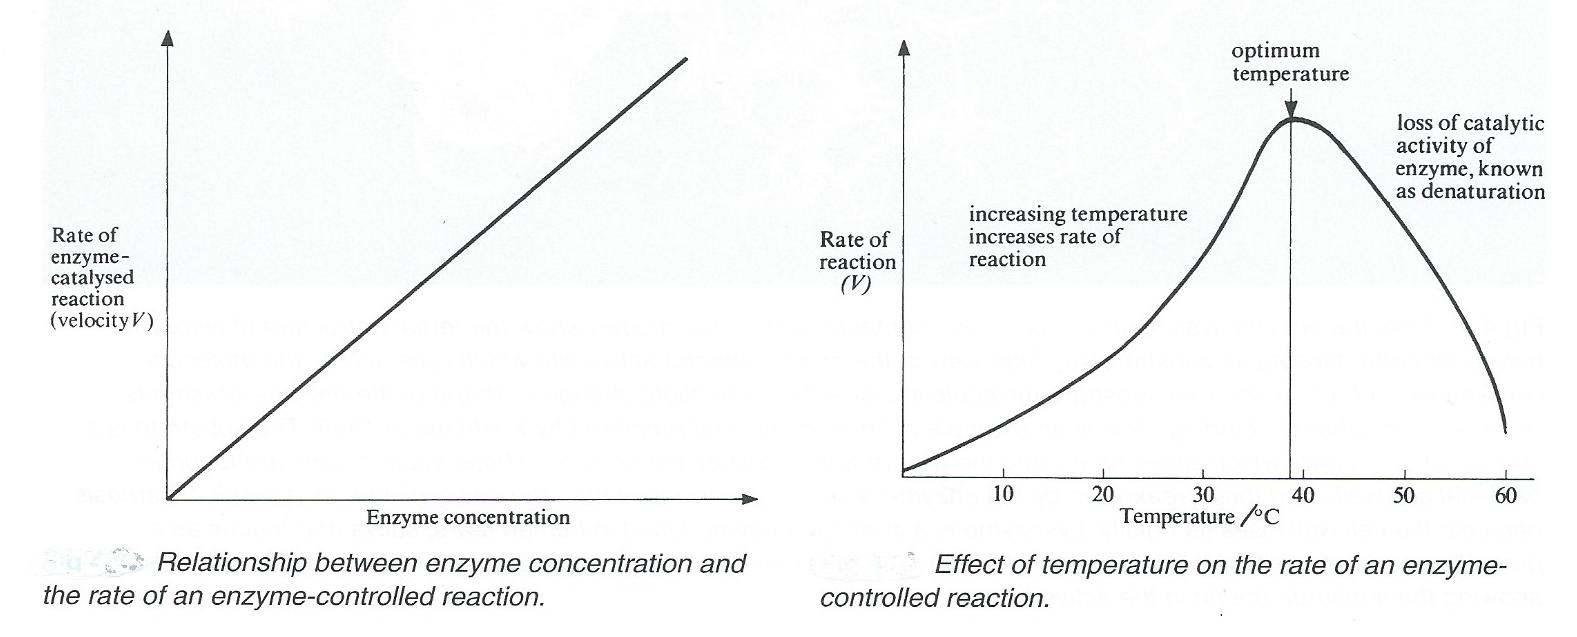 Rate of
enzyme-
catalysed
reaction
(velocity V)
Enzyme concentration
Relationship between enzyme concentration and
the rate of an enzyme-controlled reaction.
optimum
temperature
loss of catalytic
activity of
enzyme, known
as denaturation
increasing temperature
increases rate of
reaction
Rate of
reaction
(V)
10 20 30 40 50 60
Temperature /°C
Effect of temperature on the rate of an enzyme-
controlled reaction.